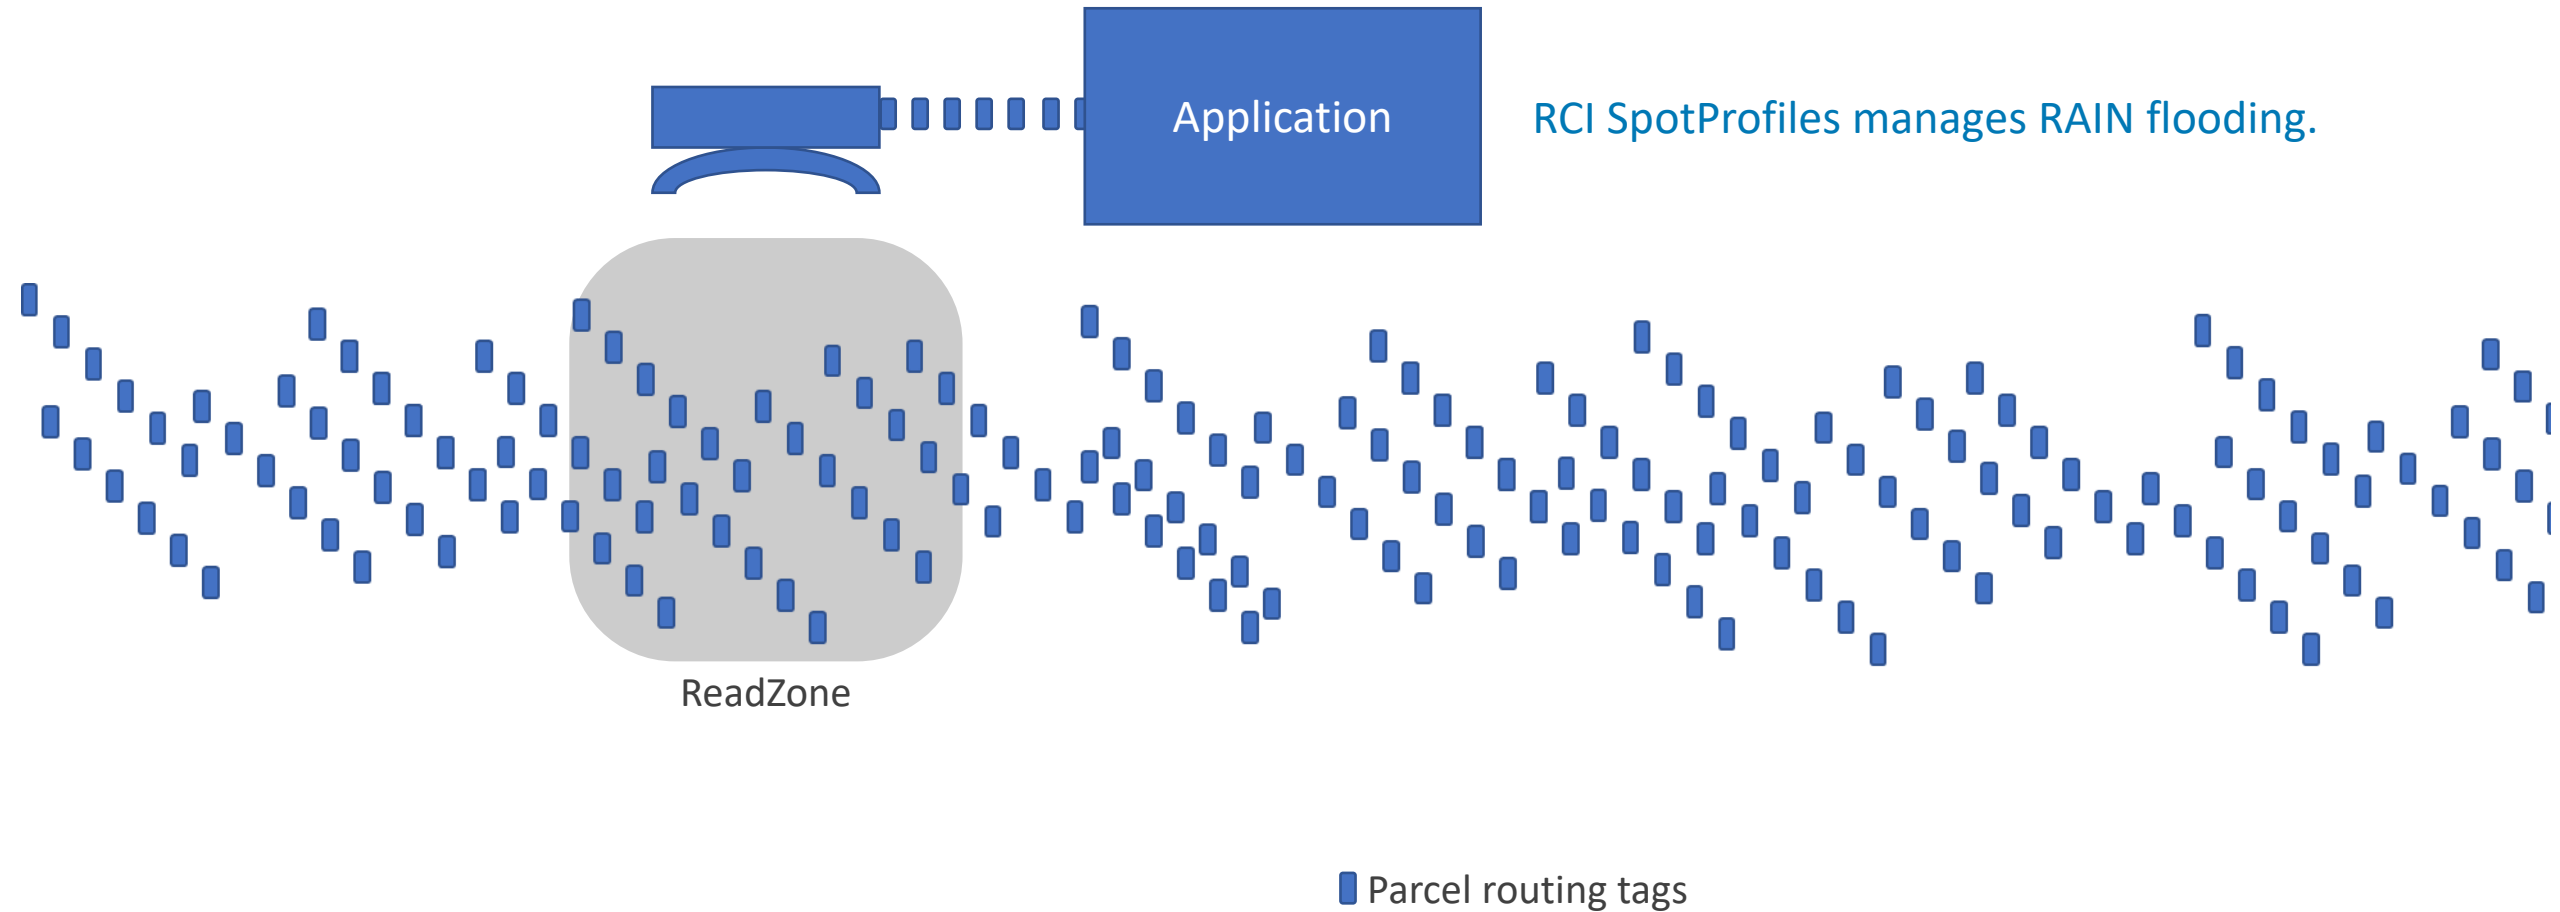 Application
RCI SpotProfiles manages RAIN flooding.
ReadZone
Parcel routing tags